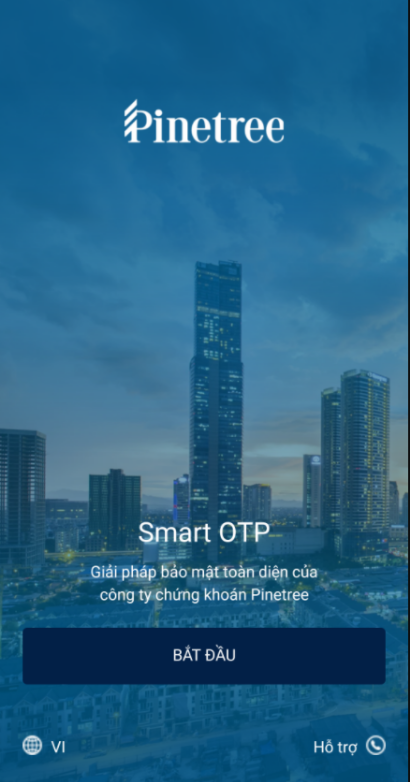 Pinetree
Smart OTP
Giải pháp bảo mật toàn diện của
công ty chứng khoán Pinetree
BẮT ĐẦU
VI
Hỗ trợ